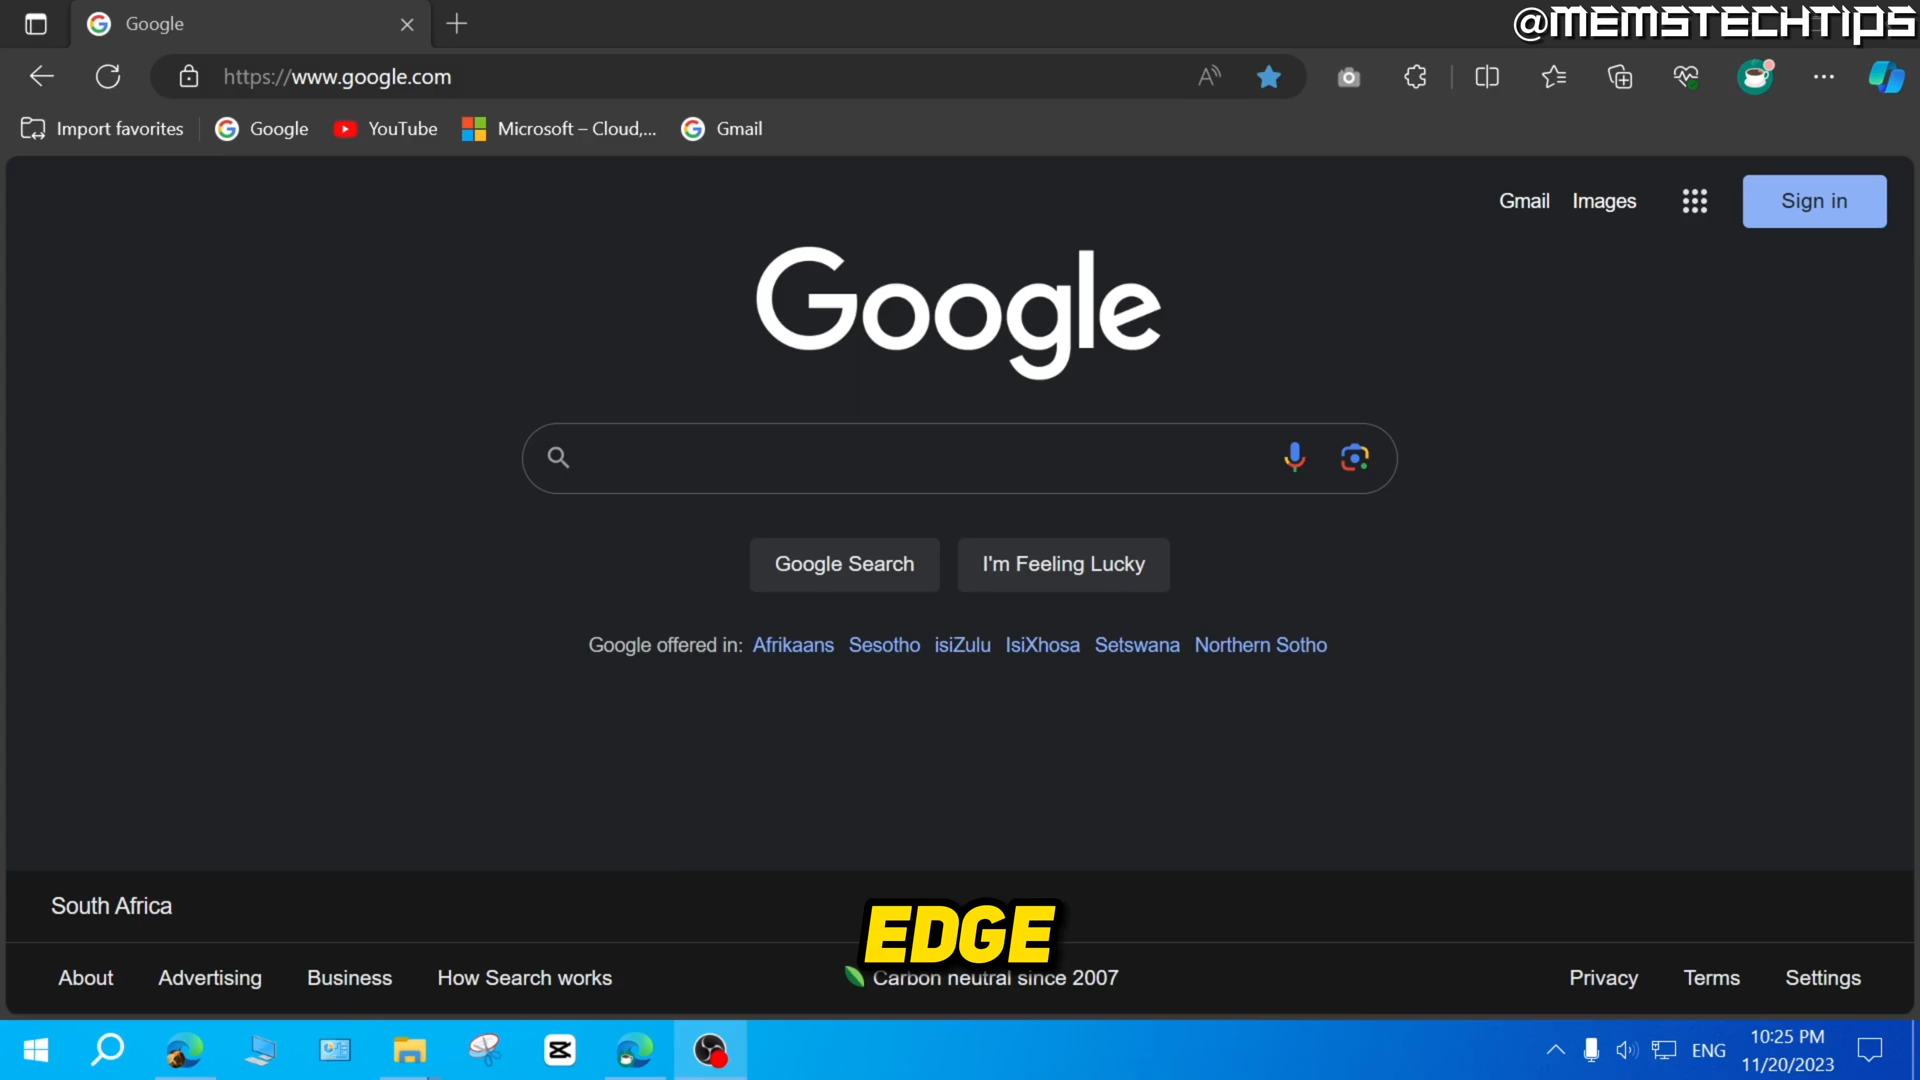 Google
@MEMSTECHTIPS
https://www.google.com
Import favorites Google YouTube Microsoft – Cloud,... Gmail
Gmail Images Sign in
Google
Google Search I'm Feeling Lucky
Google offered in: Afrikaans Sesotho isiZulu IsiXhosa Setswana Northern Sotho
South Africa
EDGE
About Advertising Business How Search works Carbon neutral since 2007 Privacy Terms Settings
ENG
10:25 PM
11/20/2023